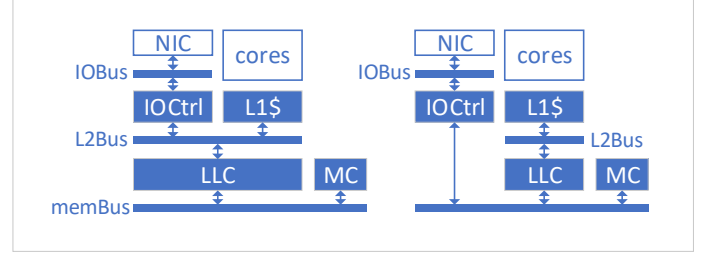 NIC cores NIC cores
IOBus IOBus
IOCtrl L1$ IOCtrl L1$
L2Bus L2Bus
LLC MC LLC MC
memBus